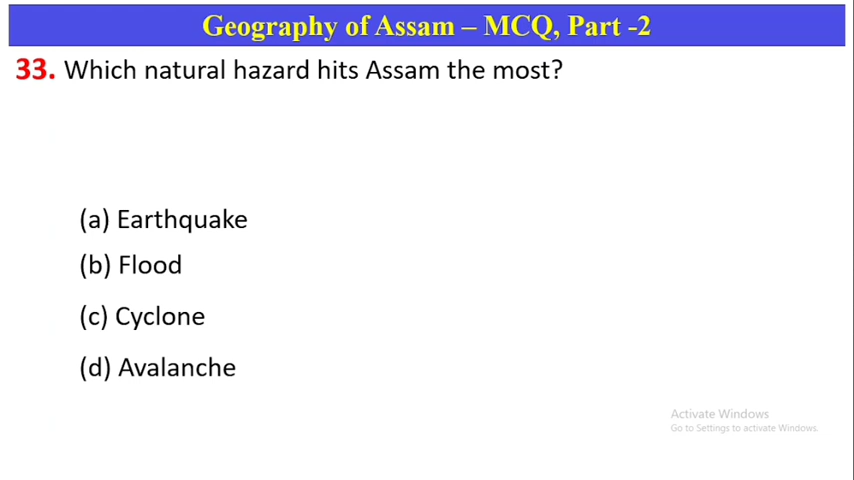 Geography of Assam – MCQ, Part -2
33. Which natural hazard hits Assam the most?
(a) Earthquake
(b) Flood
(c) Cyclone
(d) Avalanche
Activate Windows
Go to Settings to activate Windows.